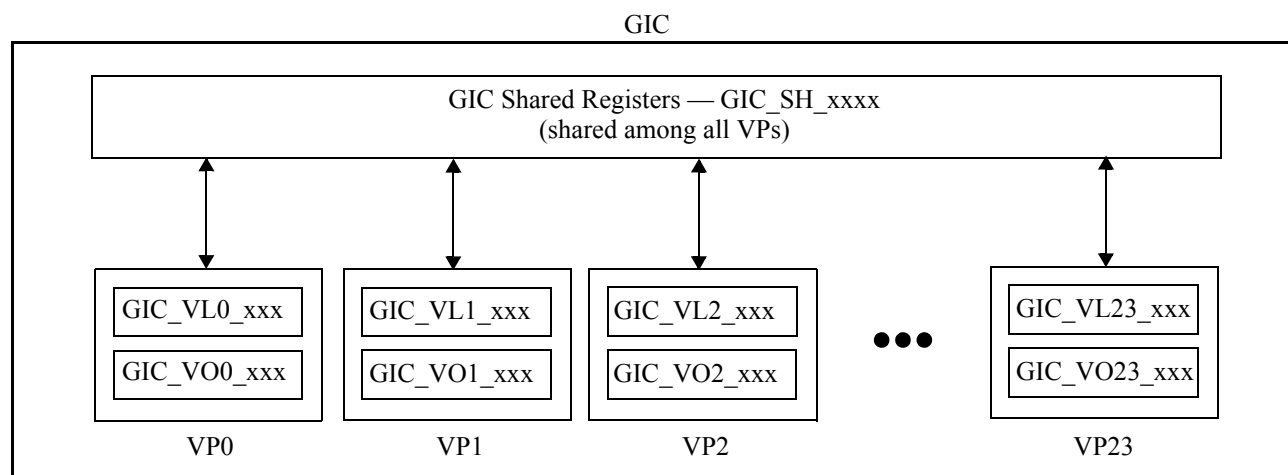 GIC
GIC Shared Registers — GIC_SH_xxxx
(shared among all VPs)
GIC_VL0_xxx
GIC_VO0_xxx
VP0
GIC_VL1_xxx
GIC_VO1_xxx
VP1
GIC_VL2_xxx
GIC_VO2_xxx
VP2
GIC_VL23_xxx
GIC_VO23_xxx
VP23